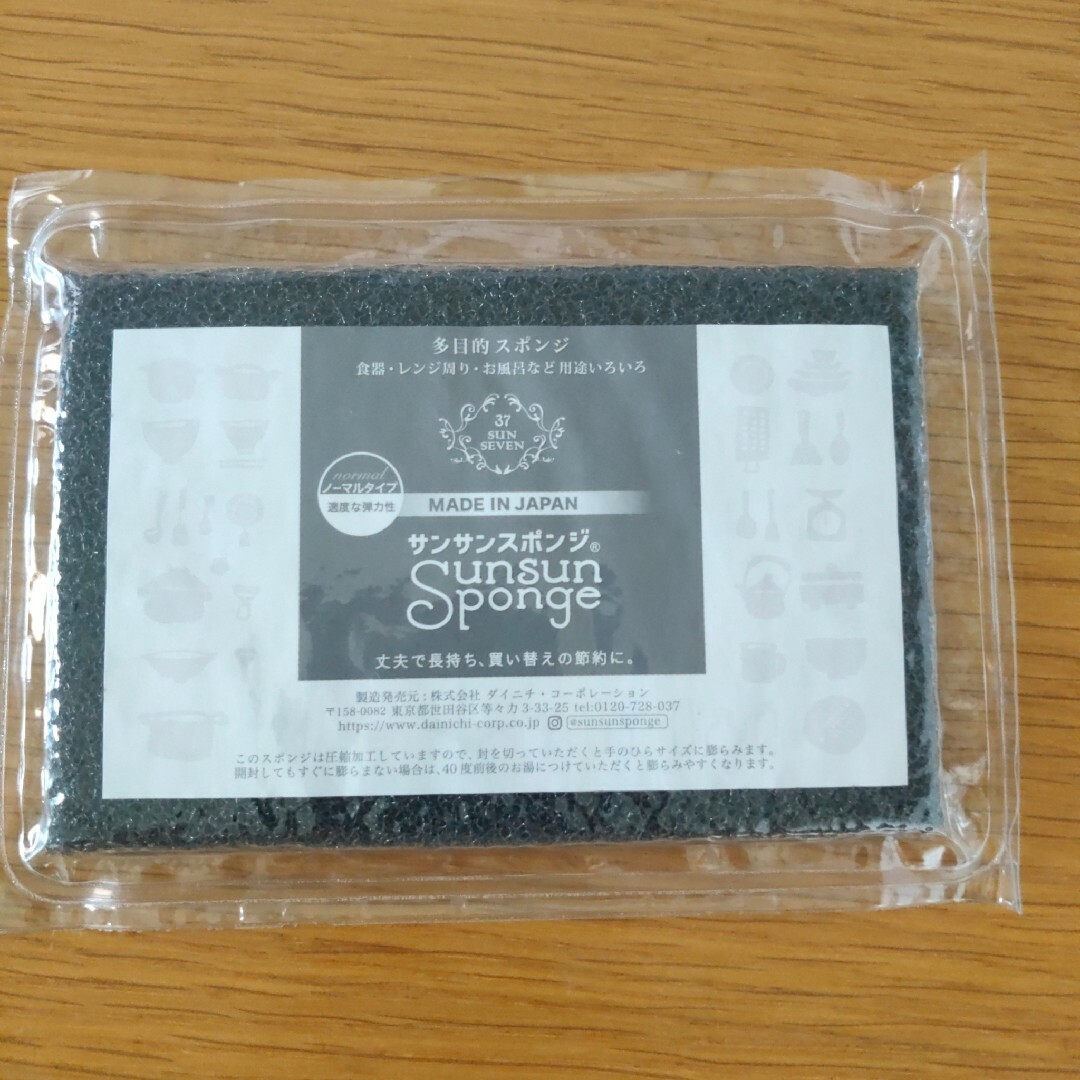 多目的スポンジ
食器・レンジ周り・お風呂など用途いろいろ
37
SUN
SEVEN
normal
ノーマルタイプ
適度な弾力性
MADE IN JAPAN
サンサンスポンジ®
Sunsun
Sponge
丈夫で長持ち、買い替えの節約に。
製造発売元:株式会社 ダイニチ・コーポレーション
〒158-0082 東京都世田谷区等々力 3-33-25 tel:0120-728-037
https://www.dainichi-corp.co.jp @sunsunsponge
このスポンジは圧縮加工していますので、封を切っていただくと手のひらサイズに膨らみます。
開封してもすぐに膨らまない場合は、40度前後のお湯につけていただくと膨らみやすくなります。